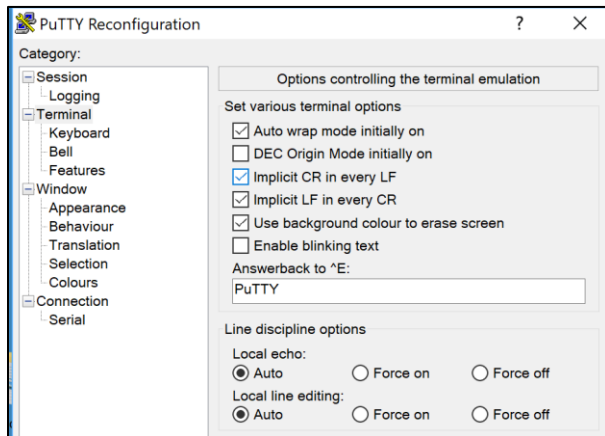 PuTTY Reconfiguration
?
Category:
Session
Logging
Terminal
Keyboard
Bell
Features
Window
Appearance
Behaviour
Translation
Selection
Colours
Connection
Serial
Options controlling the terminal emulation
Set various terminal options
Auto wrap mode initially on
DEC Origin Mode initially on
Implicit CR in every LF
Implicit LF in every CR
Use background colour to erase screen
Enable blinking text
Answerback to ^E:
PuTTY
Line discipline options
Local echo:
Auto Force on Force off
Local line editing:
Auto Force on Force off